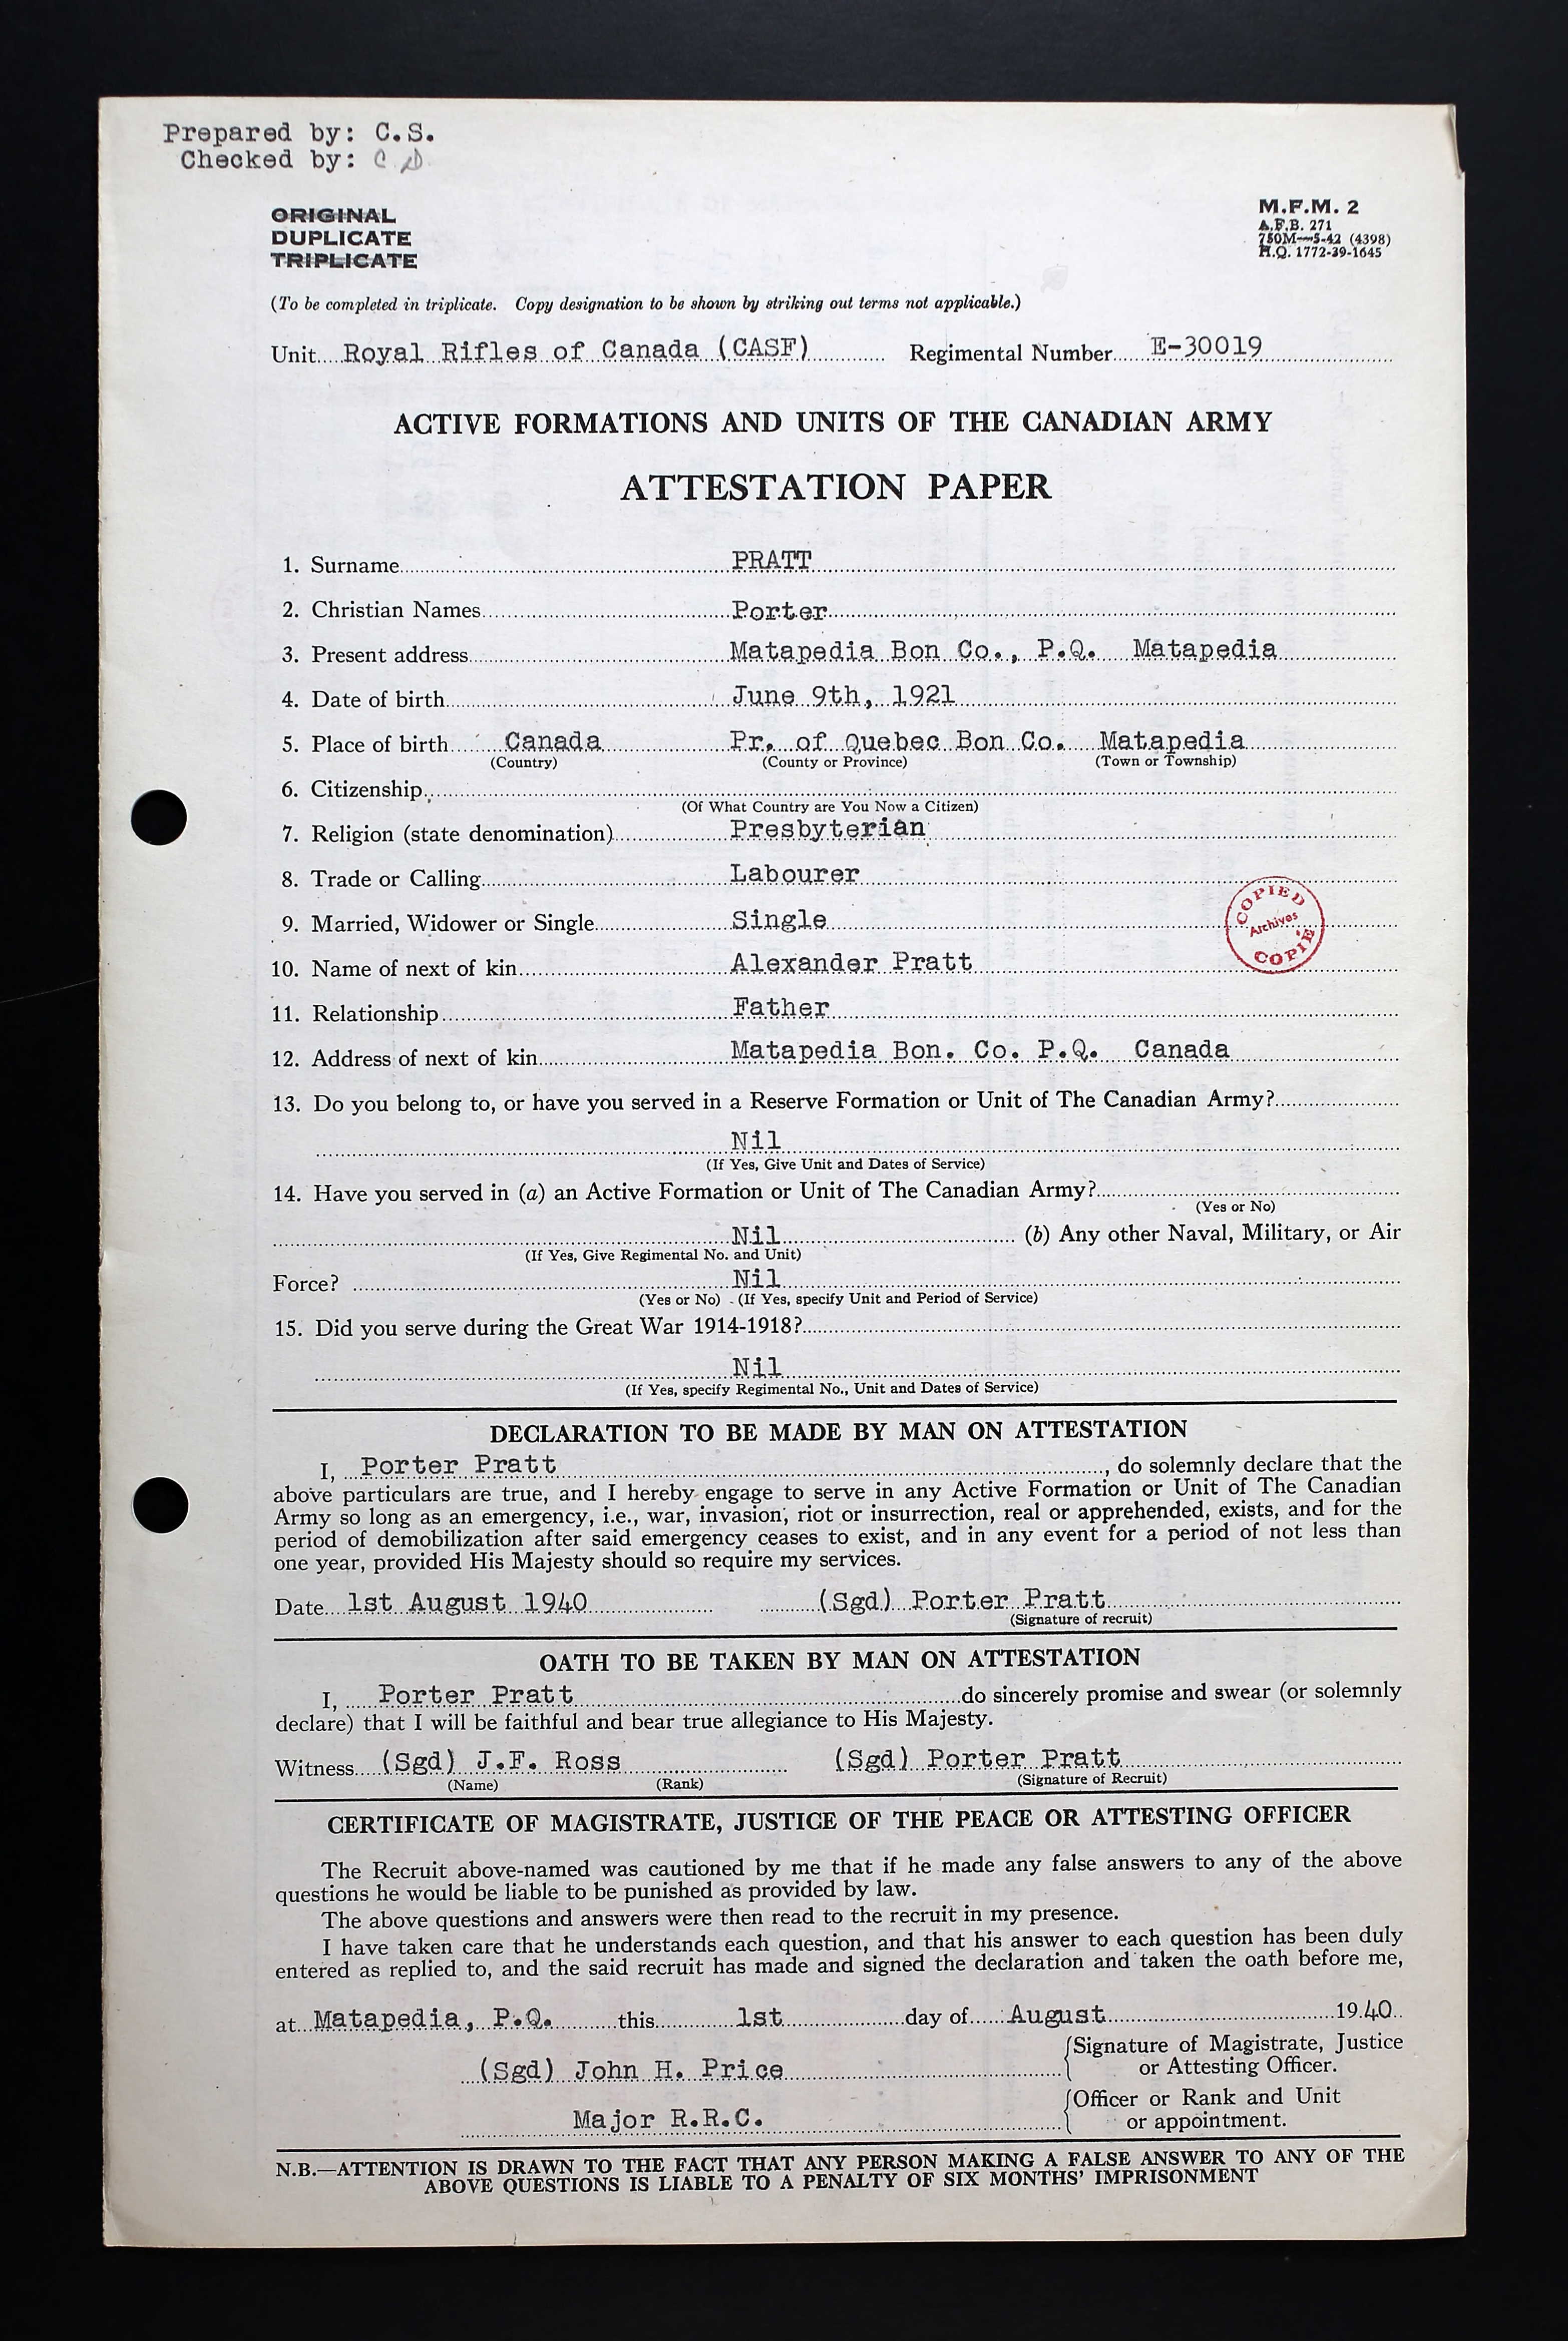 Prepared by: C.S.
Checked by: C D
ORIGINAL
DUPLICATE
TRIPLICATE
M.F.M. 2
A.F.B. 271
750M—5-42 (4398)
H.Q. 1772-39-1645
(To be completed in triplicate. Copy designation to be shown by striking out terms not applicable.)
Unit Royal Rifles of Canada (CASF) Regimental Number E-30019
ACTIVE FORMATIONS AND UNITS OF THE CANADIAN ARMY
ATTESTATION PAPER
1. Surname PRATT
2. Christian Names Porter
3. Present address Matapedia Bon Co., P.Q. Matapedia
4. Date of birth June 9th, 1921
5. Place of birth Canada Pr. of Quebec Bon Co. Matapedia
(Country) (County or Province) (Town or Township)
6. Citizenship
(Of What Country are You Now a Citizen)
7. Religion (state denomination) Presbyterian
8. Trade or Calling Labourer
9. Married, Widower or Single Single
COPIED
Archives
COPIE
10. Name of next of kin Alexander Pratt
11. Relationship Father
12. Address of next of kin Matapedia Bon. Co. P.Q. Canada
13. Do you belong to, or have you served in a Reserve Formation or Unit of The Canadian Army?
Nil
(If Yes, Give Unit and Dates of Service)
14. Have you served in (a) an Active Formation or Unit of The Canadian Army?
(Yes or No)
Nil (b) Any other Naval, Military, or Air
(If Yes, Give Regimental No. and Unit)
Force? Nil
(Yes or No) - (If Yes, specify Unit and Period of Service)
15. Did you serve during the Great War 1914-1918?
Nil
(If Yes, specify Regimental No., Unit and Dates of Service)
DECLARATION TO BE MADE BY MAN ON ATTESTATION
I, Porter Pratt, do solemnly declare that the
above particulars are true, and I hereby engage to serve in any Active Formation or Unit of The Canadian
Army so long as an emergency, i.e., war, invasion, riot or insurrection, real or apprehended, exists, and for the
period of demobilization after said emergency ceases to exist, and in any event for a period of not less than
one year, provided His Majesty should so require my services.
Date 1st August 1940 (Sgd) Porter Pratt
(Signature of recruit)
OATH TO BE TAKEN BY MAN ON ATTESTATION
I, Porter Pratt do sincerely promise and swear (or solemnly
declare) that I will be faithful and bear true allegiance to His Majesty.
Witness (Sgd) J.F. Ross (Sgd) Porter Pratt
(Name) (Rank) (Signature of Recruit)
CERTIFICATE OF MAGISTRATE, JUSTICE OF THE PEACE OR ATTESTING OFFICER
The Recruit above-named was cautioned by me that if he made any false answers to any of the above
questions he would be liable to be punished as provided by law.
The above questions and answers were then read to the recruit in my presence.
I have taken care that he understands each question, and that his answer to each question has been duly
entered as replied to, and the said recruit has made and signed the declaration and taken the oath before me,
at Matapedia, P.Q. this 1st day of August 1940
(Sgd) John H. Price
Signature of Magistrate, Justice
or Attesting Officer.
Major R.R.C.
Officer or Rank and Unit
or appointment.
N.B.—ATTENTION IS DRAWN TO THE FACT THAT ANY PERSON MAKING A FALSE ANSWER TO ANY OF THE
ABOVE QUESTIONS IS LIABLE TO A PENALTY OF SIX MONTHS' IMPRISONMENT